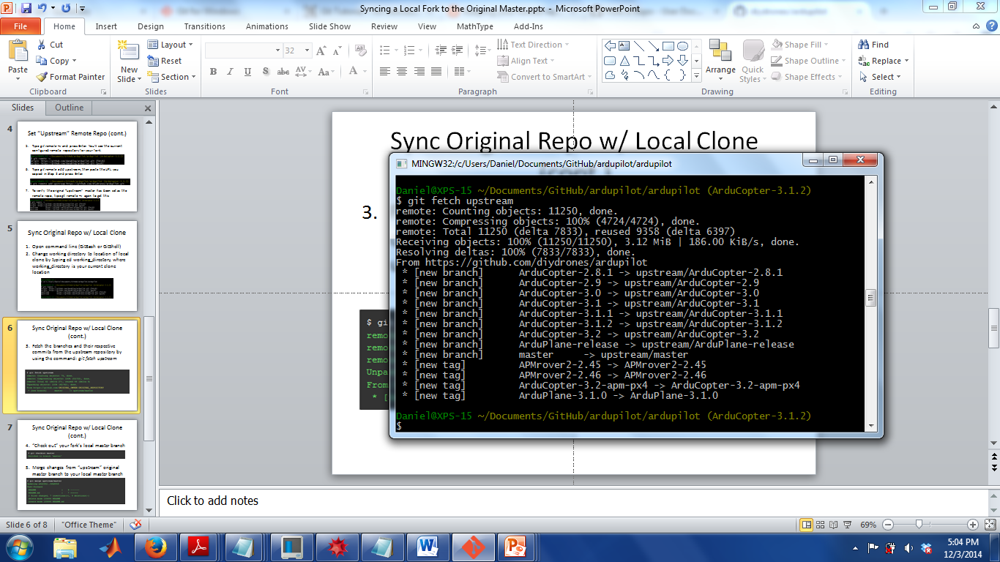 Syncing a Local Fork to the Original Master.pptx - Microsoft PowerPoint
File Home Insert Design Transitions Animations Slide Show Review View MathType Add-Ins
Paste
Cut
Copy
Format Painter
Clipboard
New Slide
Layout
Reset
Section
Slides
32
B I U S abc AV Aa A
Font
Text Direction
Align Text
Convert to SmartArt
Paragraph
Arrange
Quick Styles
Shape Fill
Shape Outline
Shape Effects
Drawing
Find
Replace
Select
Editing
Slides Outline
4
Set “Upstream” Remote Repo (cont.)
5
Sync Original Repo w/ Local Clone
1. Open command line (GitBash or GitShell)
2. Change working directory to location of local
clone by typing cd working_directory, where
working_directory is your current clone
location
6
Sync Original Repo w/ Local Clone
(cont.)
3. Fetch the branches and their respective
commits from the upstream repository by
using the command: git fetch upstream
7
Sync Original Repo w/ Local Clone
(cont.)
4. “Check out” your fork's local master branch
5. Merge changes from “upstream” original
master branch to your local master branch
Sync Original Repo w/ Local Clone
3.
$ gi
remo
remo
remo
Unpa
From
* [
MINGW32:/c/Users/Daniel/Documents/GitHub/ardupilot/ardupilot
Daniel@XPS-15 ~/Documents/GitHub/ardupilot/ardupilot (ArduCopter-3.1.2)
$ git fetch upstream
remote: Counting objects: 11250, done.
remote: Compressing objects: 100% (4724/4724), done.
remote: Total 11250 (delta 7833), reused 9358 (delta 6397)
Receiving objects: 100% (11250/11250), 3.12 MiB | 186.00 KiB/s, done.
Resolving deltas: 100% (7833/7833), done.
From https://github.com/diydrones/ardupilot
* [new branch] ArduCopter-2.8.1 -> upstream/ArduCopter-2.8.1
* [new branch] ArduCopter-2.9 -> upstream/ArduCopter-2.9
* [new branch] ArduCopter-3.0 -> upstream/ArduCopter-3.0
* [new branch] ArduCopter-3.1 -> upstream/ArduCopter-3.1
* [new branch] ArduCopter-3.1.1 -> upstream/ArduCopter-3.1.1
* [new branch] ArduCopter-3.1.2 -> upstream/ArduCopter-3.1.2
* [new branch] ArduCopter-3.2 -> upstream/ArduCopter-3.2
* [new branch] ArduPlane-release -> upstream/ArduPlane-release
* [new branch] master -> upstream/master
* [new tag] APMrover2-2.45 -> APMrover2-2.45
* [new tag] APMrover2-2.46 -> APMrover2-2.46
* [new tag] ArduCopter-3.2-apm-px4 -> ArduCopter-3.2-apm-px4
* [new tag] ArduPlane-3.1.0 -> ArduPlane-3.1.0
Daniel@XPS-15 ~/Documents/GitHub/ardupilot/ardupilot (ArduCopter-3.1.2)
$
Click to add notes
Slide 6 of 8 "Office Theme" 69%
5:04 PM
12/3/2014